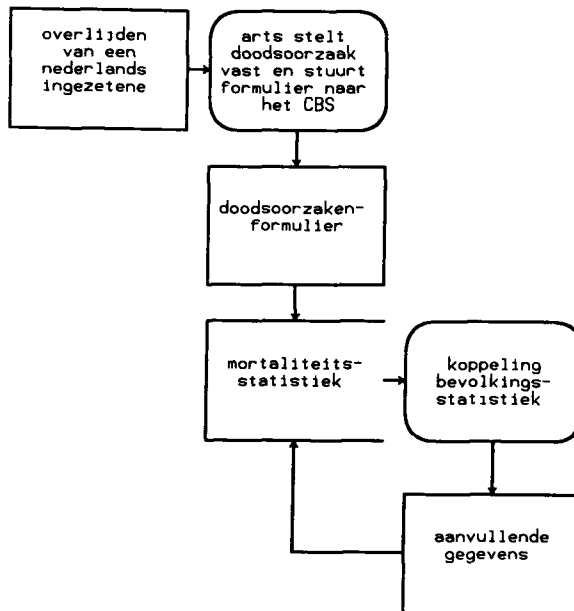 overlijden
van een
nederlands
ingezetene
arts stelt
doodsoorzaak
vast en stuurt
formulier naar
het CBS
doodsoorzaken-
formulier
mortaliteits-
statistiek
koppeling
bevolkings-
statistiek
aanvullende
gegevens